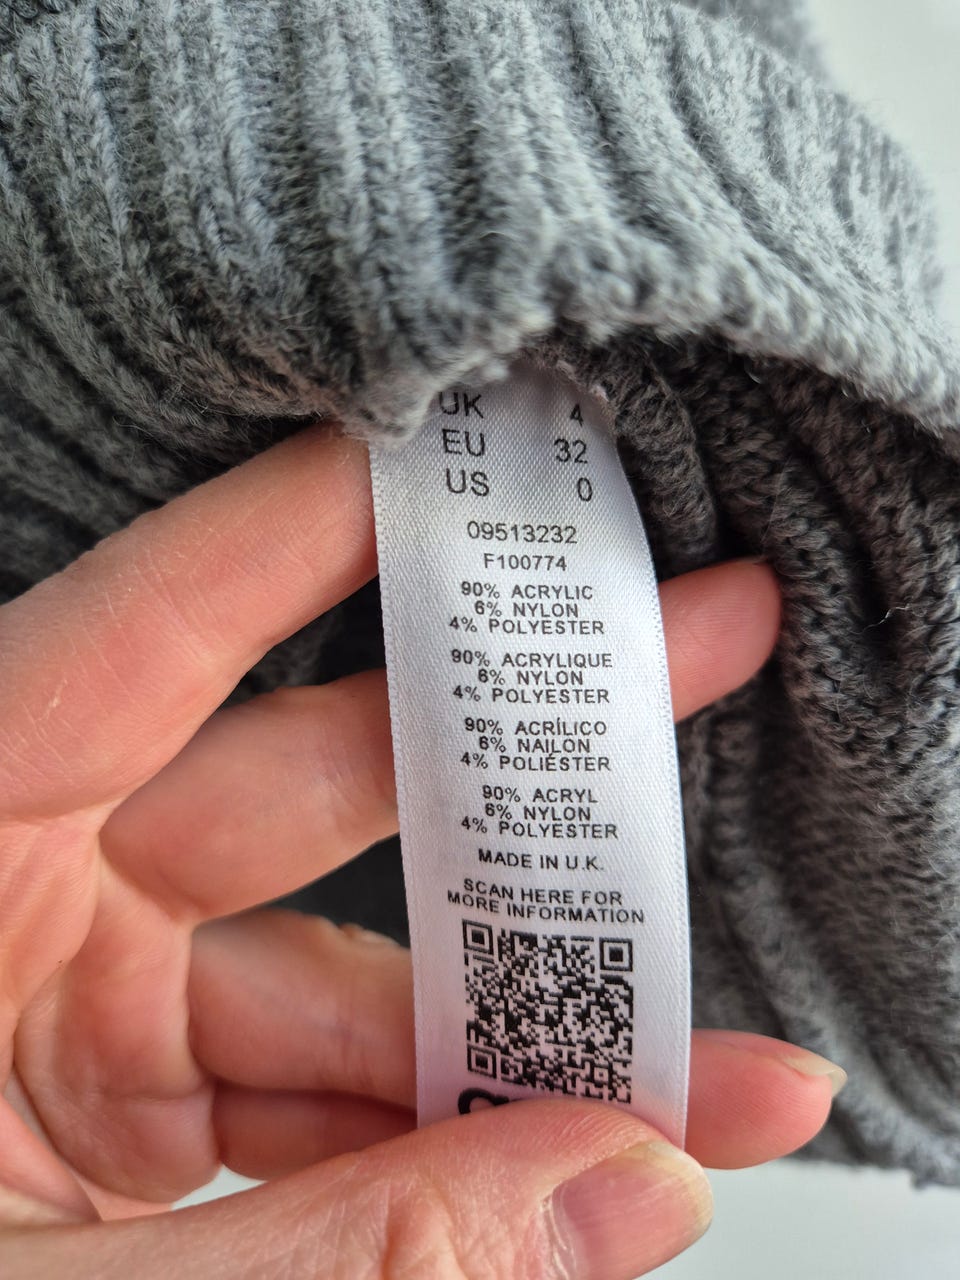 UK 4
EU 32
US 0
09513232
F100774
90% ACRYLIC
6% NYLON
4% POLYESTER
90% ACRYLIQUE
6% NYLON
4% POLYESTER
90% ACRÍLICO
6% NAILON
4% POLIÉSTER
90% ACRYL
6% NYLON
4% POLYESTER
MADE IN U.K.
SCAN HERE FOR
MORE INFORMATION